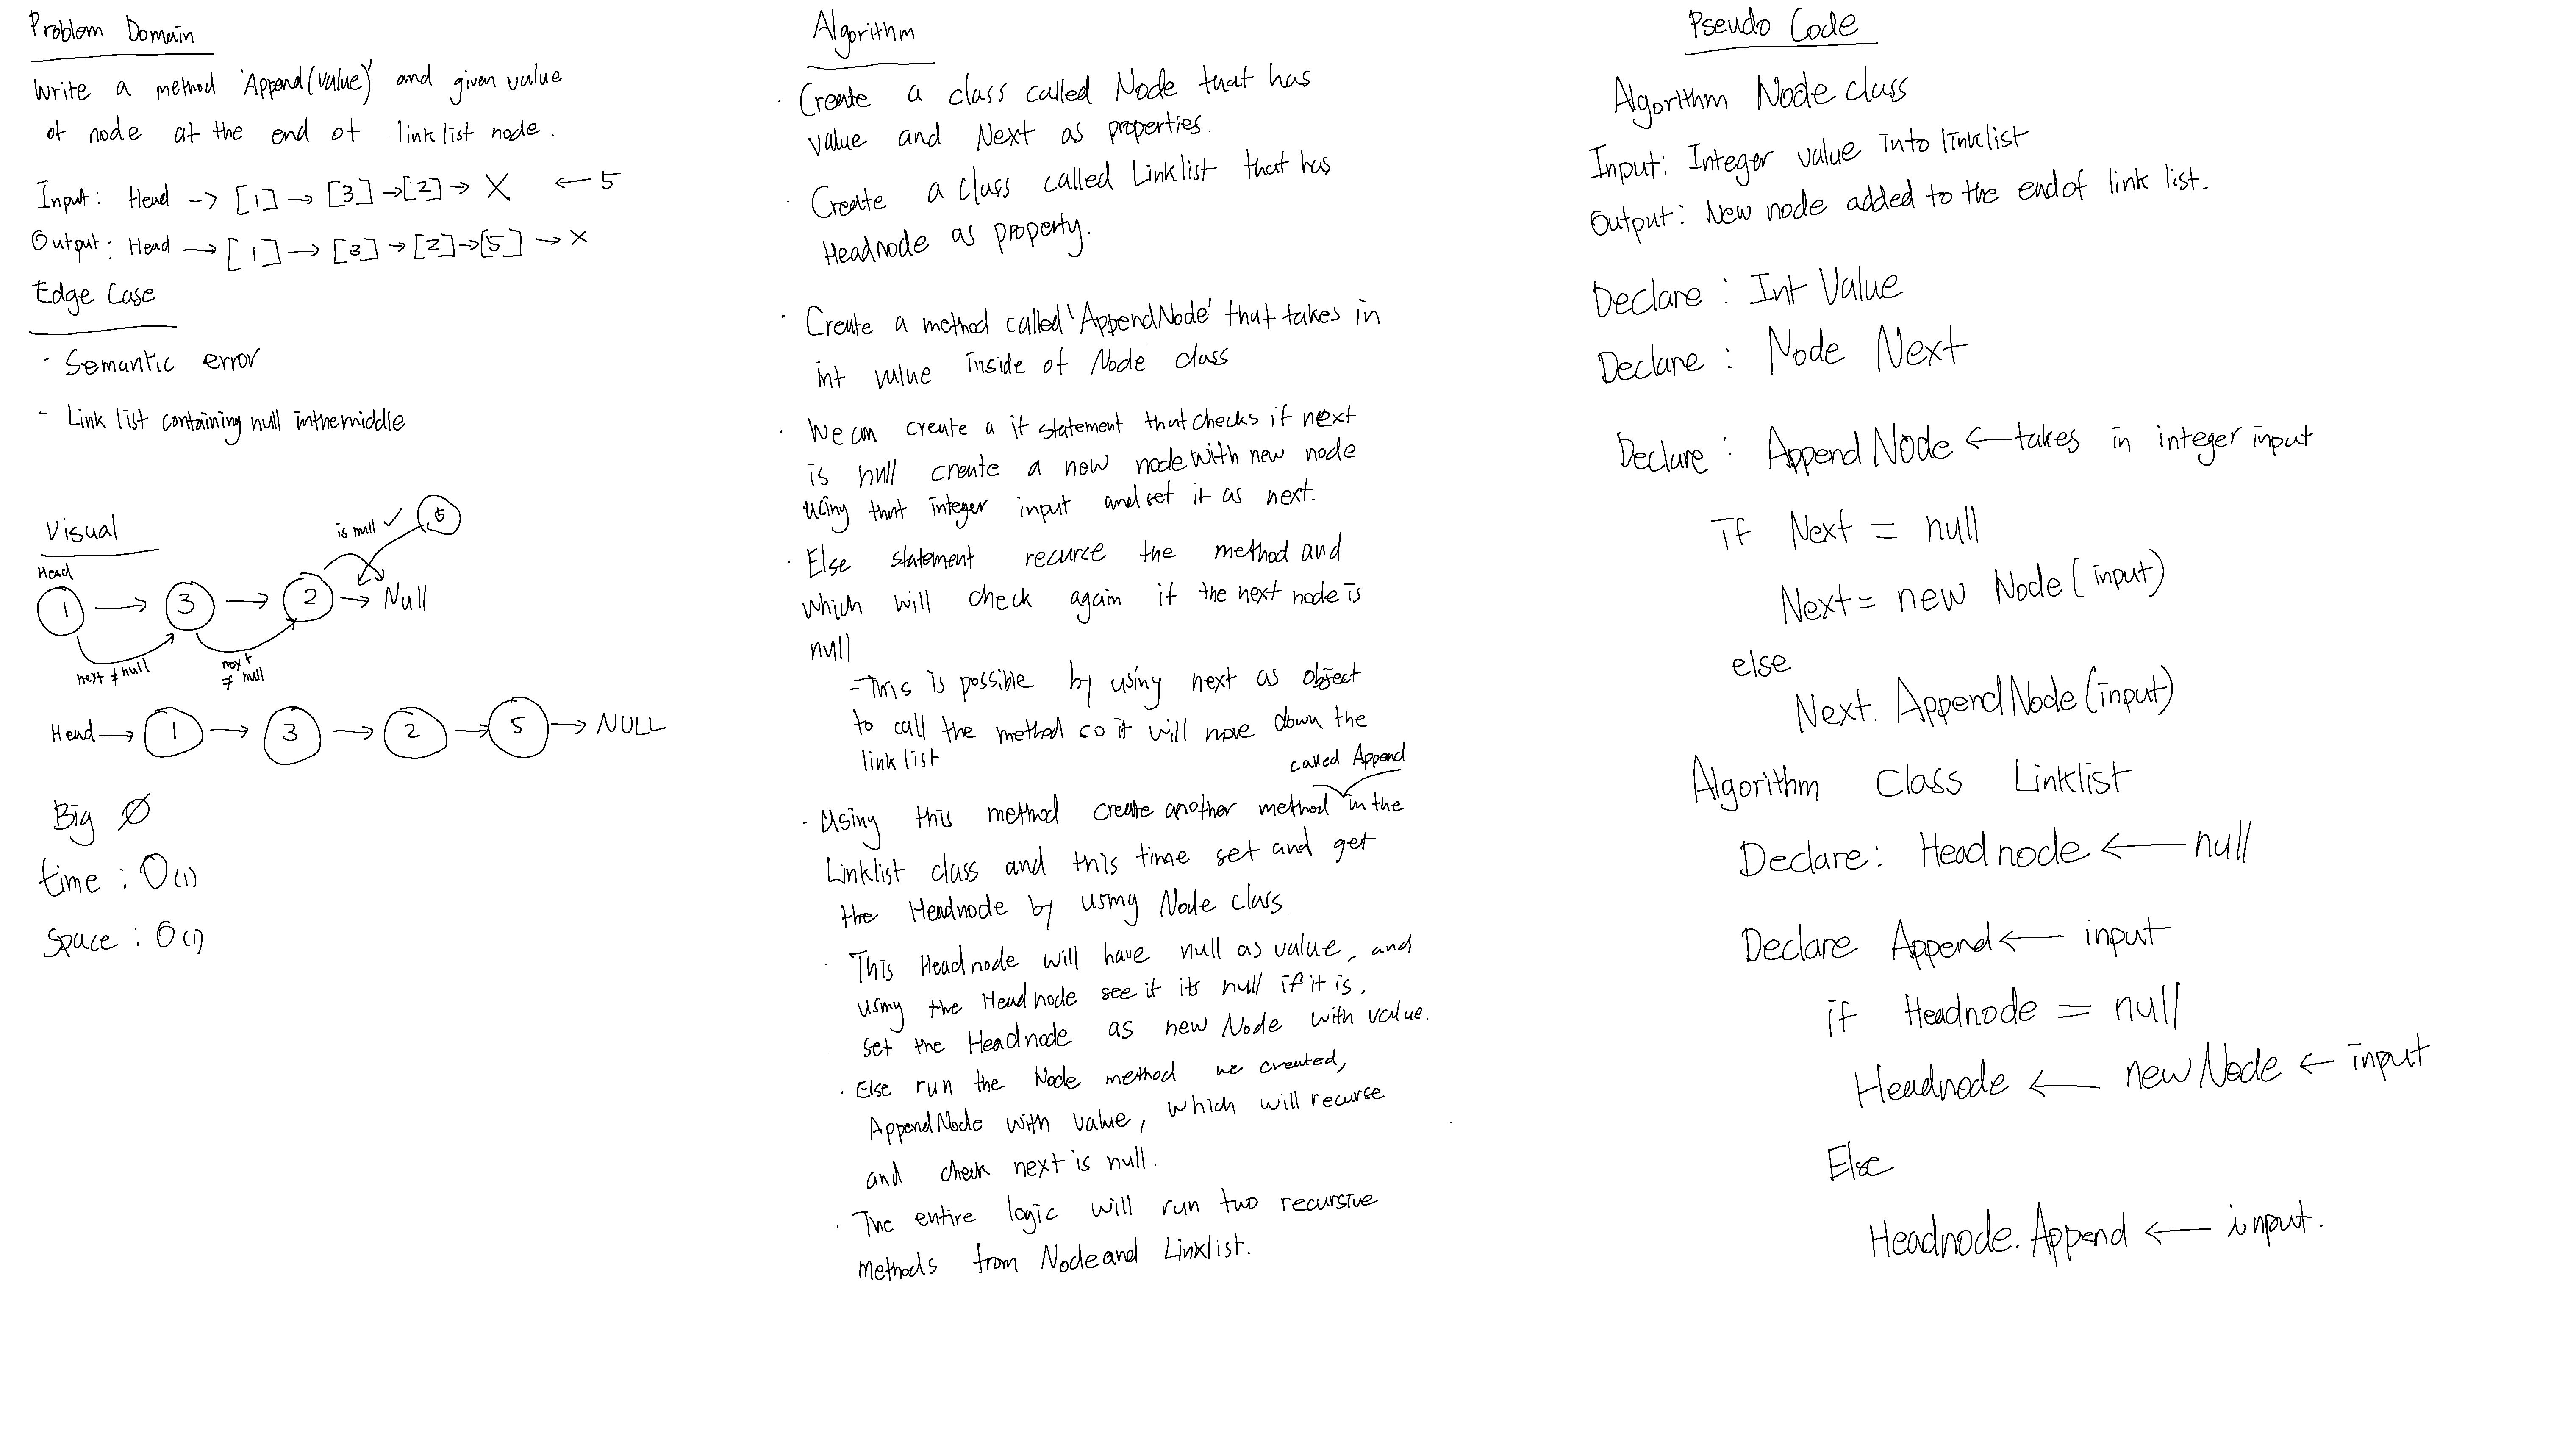 Problem Domain
Write a method 'Append(value)' and given value
of node at the end of link list node.
Input: Head -> [1] → [3] → [2] → X ← 5
Output: Head → [1] → [3] → [2] → [5] → X
Edge Case
- Semantic error
- Link list containing null in the middle
Visual
is null ✓ 5
Head
1 → 3 → 2 → Null
next ≠ null
next
≠ null
Head → 1 → 3 → 2 → 5 → NULL
Big O
time : O(1)
Space : O(1)
Algorithm
· Create a class called Node that has
value and Next as properties.
· Create a class called Linklist that has
Headnode as property.
· Create a method called 'AppendNode' that takes in
int value inside of Node class
· We can create a if statement that checks if next
is null create a new node with new node
using that integer input and set it as next.
· Else statement recurse the method and
which will check again if the next node is
null
- This is possible by using next as object
to call the method so it will move down the
link list
called Append
· Using this method create another method in the
Linklist class and this time set and get
the Headnode by using Node class.
· This Headnode will have null as value, and
using the Headnode see if its null if it is,
set the Headnode as new Node with value.
· Else run the Node method we created,
AppendNode with value, which will recurse
and check next is null.
· The entire logic will run two recursive
methods from Node and Linklist.
Pseudo Code
Algorithm Node class
Input: Integer value into linklist
Output: New node added to the end of link list.
Declare : Int Value
Declare : Node Next
Declare : AppendNode ← takes in integer input
if Next = null
Next = new Node(input)
else
Next. AppendNode(input)
Algorithm Class Linklist
Declare: Headnode ← null
Declare Append ← input
if Headnode = null
Headnode ← new Node ← input
Else
Headnode. Append ← input.